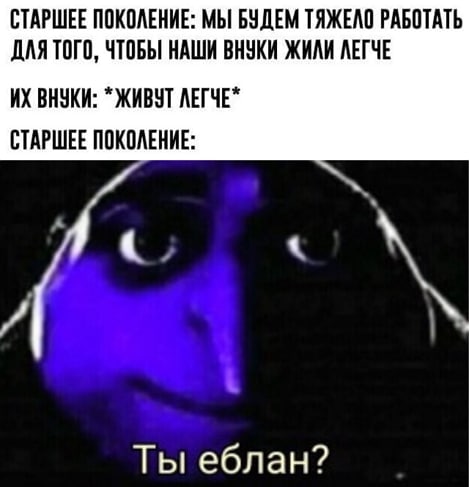 СТАРШЕЕ ПОКОЛЕНИЕ: МЫ БУДЕМ ТЯЖЕЛО РАБОТАТЬ
ДЛЯ ТОГО, ЧТОБЫ НАШИ ВНУКИ ЖИЛИ ЛЕГЧЕ
ИХ ВНУКИ: *ЖИВУТ ЛЕГЧЕ*
СТАРШЕЕ ПОКОЛЕНИЕ:
Ты еблан?